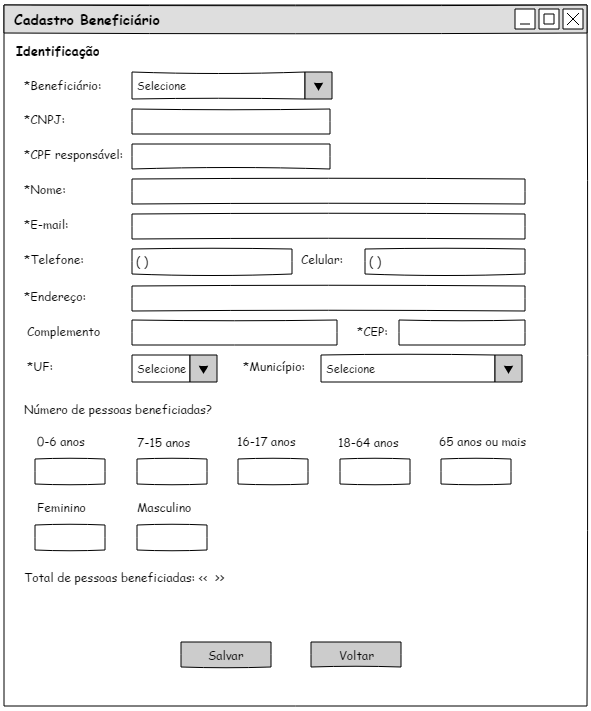 Cadastro Beneficiário
Identificação
*Beneficiário: Selecione
*CNPJ:
*CPF responsável:
*Nome:
*E-mail:
*Telefone: ( ) Celular: ( )
*Endereço:
Complemento *CEP:
*UF: Selecione *Município: Selecione
Número de pessoas beneficiadas?
0-6 anos 7-15 anos 16-17 anos 18-64 anos 65 anos ou mais
Feminino Masculino
Total de pessoas beneficiadas: << >>
Salvar Voltar